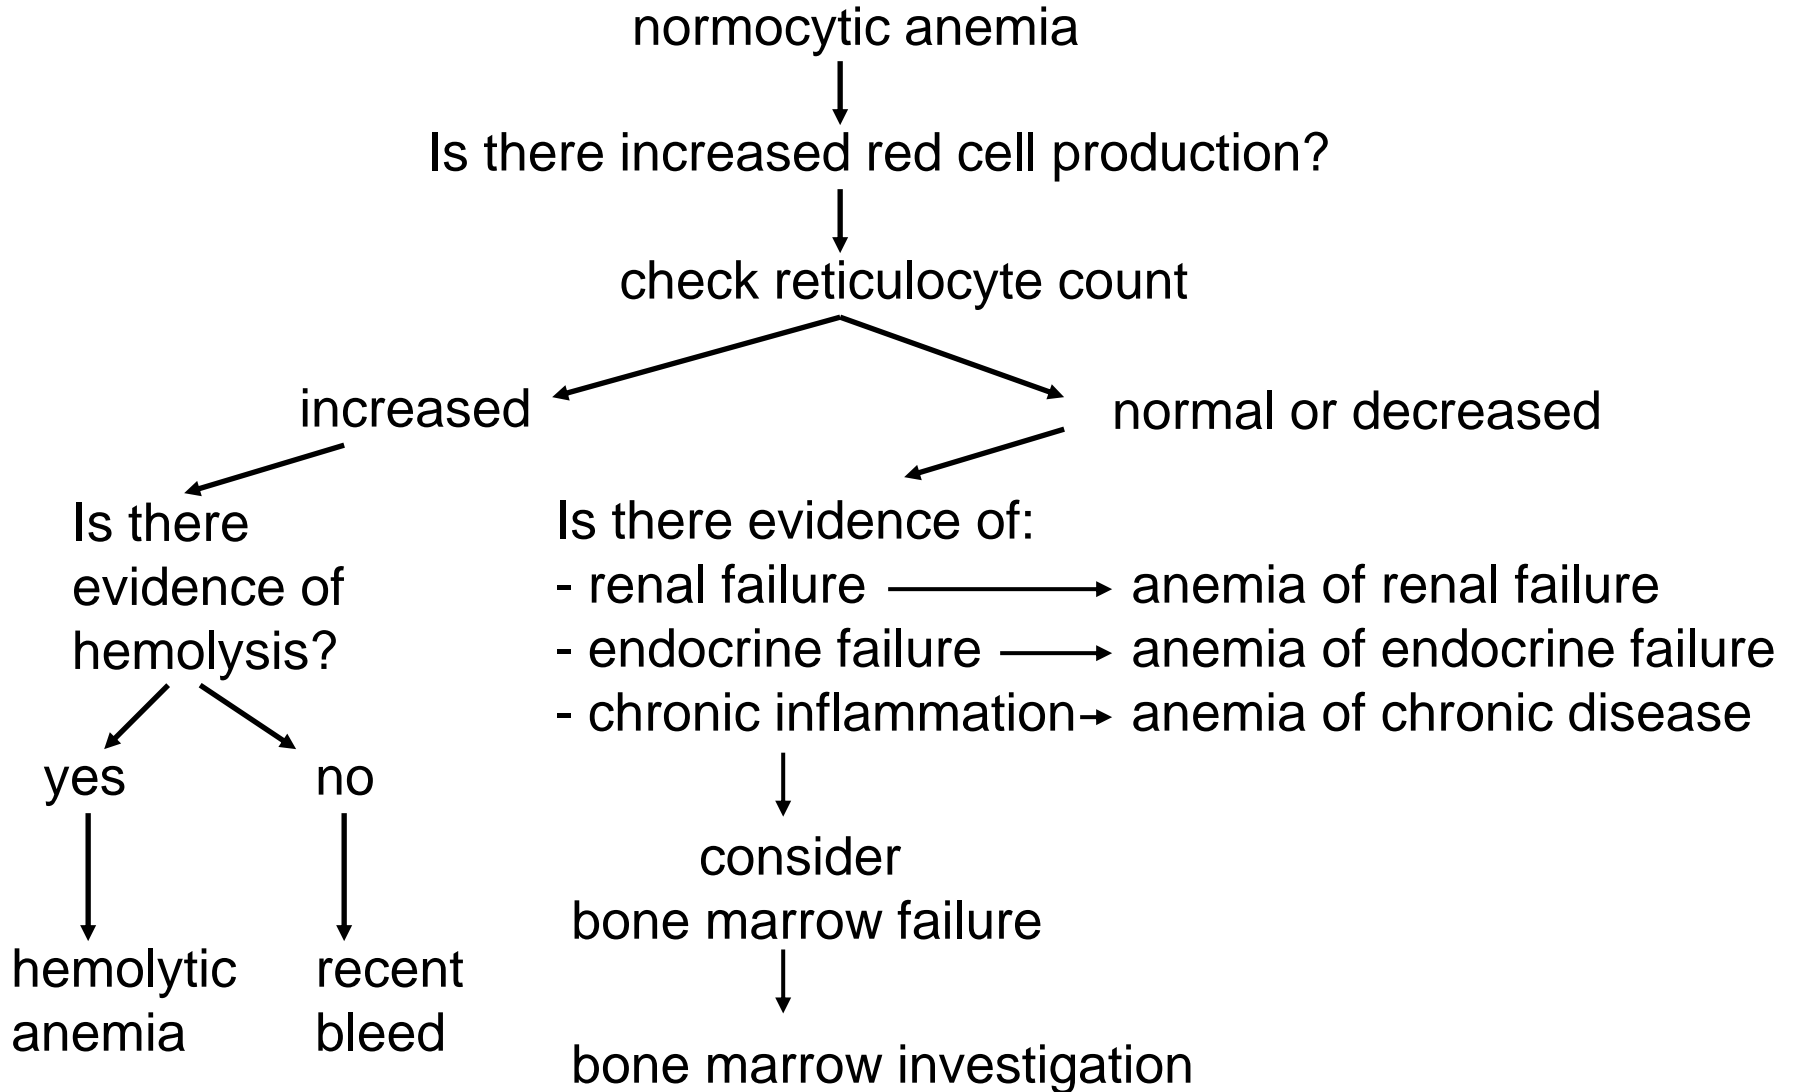 normocytic anemia
Is there increased red cell production?
check reticulocyte count
increased
normal or decreased
Is there
evidence of
hemolysis?
yes
no
hemolytic
anemia
recent
bleed
Is there evidence of:
- renal failure
anemia of renal failure
- endocrine failure
anemia of endocrine failure
- chronic inflammation
anemia of chronic disease
consider
bone marrow failure
bone marrow investigation